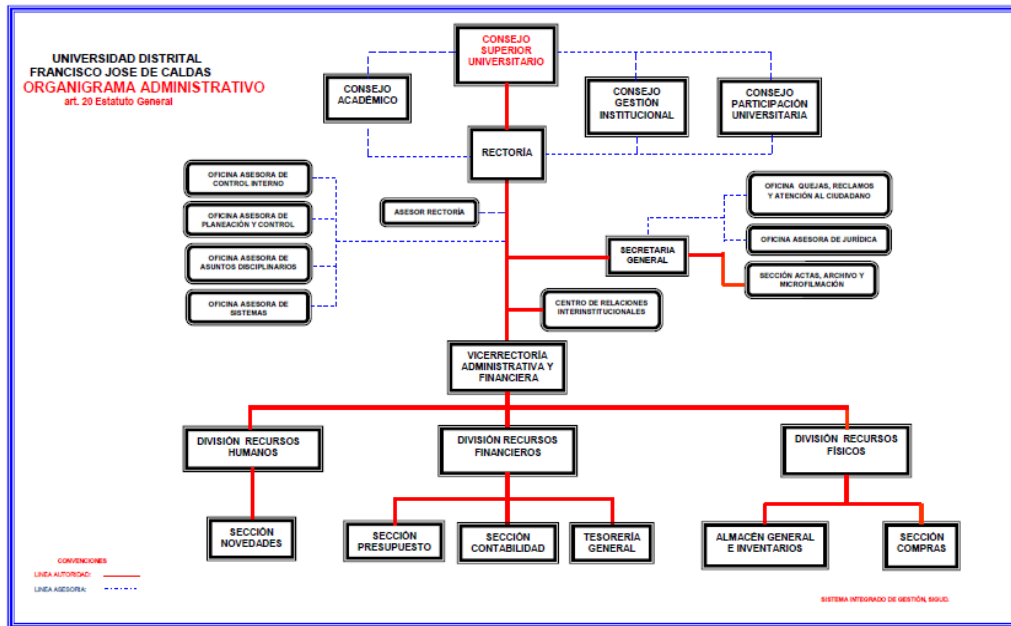 UNIVERSIDAD DISTRITAL
FRANCISCO JOSE DE CALDAS
ORGANIGRAMA ADMINISTRATIVO
art. 20 Estatuto General
CONSEJO
SUPERIOR
UNIVERSITARIO
CONSEJO
ACADÉMICO
CONSEJO
GESTIÓN
INSTITUCIONAL
CONSEJO
PARTICIPACIÓN
UNIVERSITARIA
RECTORÍA
OFICINA ASESORA DE
CONTROL INTERNO
OFICINA ASESORA DE
PLANEACIÓN Y CONTROL
OFICINA ASESORA DE
ASUNTOS DISCIPLINARIOS
OFICINA ASESORA DE
SISTEMAS
ASESOR RECTORÍA
OFICINA QUEJAS, RECLAMOS
Y ATENCIÓN AL CIUDADANO
OFICINA ASESORA DE JURÍDICA
SECRETARIA
GENERAL
SECCIÓN ACTAS, ARCHIVO Y
MICROFILMACIÓN
CENTRO DE RELACIONES
INTERINSTITUCIONALES
VICERRECTORÍA
ADMINISTRATIVA Y
FINANCIERA
DIVISIÓN RECURSOS
HUMANOS
DIVISIÓN RECURSOS
FINANCIEROS
DIVISIÓN RECURSOS
FÍSICOS
SECCIÓN
NOVEDADES
SECCIÓN
PRESUPUESTO
SECCIÓN
CONTABILIDAD
TESORERÍA
GENERAL
ALMACÉN GENERAL
E INVENTARIOS
SECCIÓN
COMPRAS
CONVENCIONES
LINEA AUTORIDAD:
LINEA ASESORIA:
SISTEMA INTEGRADO DE GESTIÓN, SIGUD.